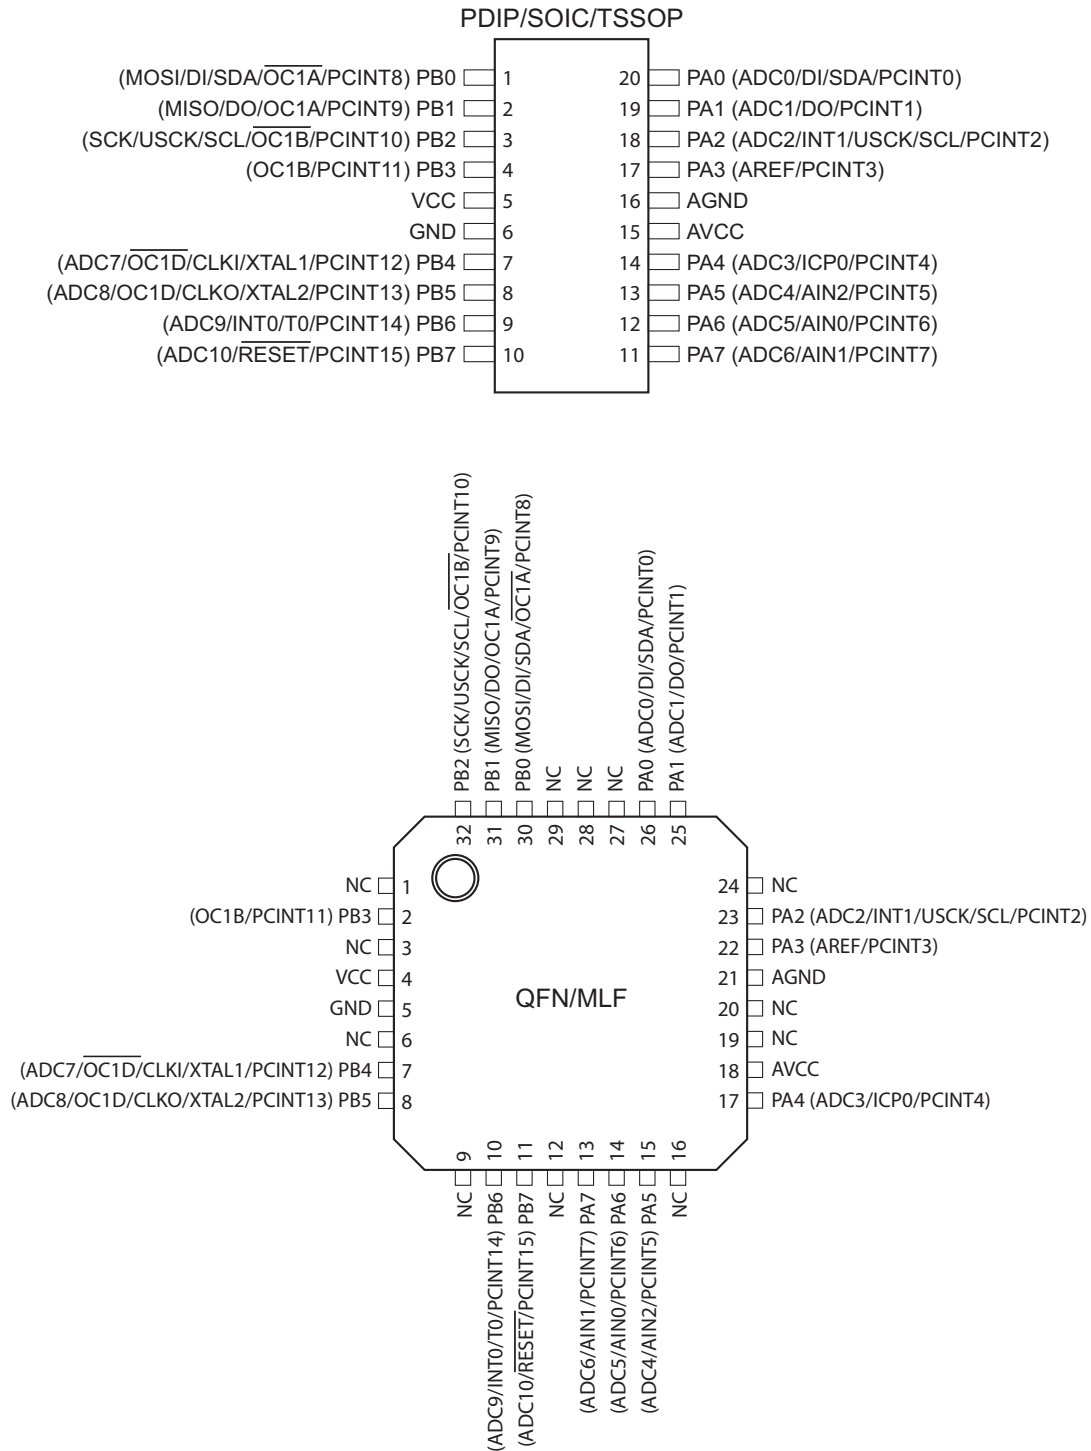 PDIP/SOIC/TSSOP
(MOSI/DI/SDA/OC1A/PCINT8) PB0 1 20 PA0 (ADC0/DI/SDA/PCINT0)
(MISO/DO/OC1A/PCINT9) PB1 2 19 PA1 (ADC1/DO/PCINT1)
(SCK/USCK/SCL/OC1B/PCINT10) PB2 3 18 PA2 (ADC2/INT1/USCK/SCL/PCINT2)
(OC1B/PCINT11) PB3 4 17 PA3 (AREF/PCINT3)
VCC 5 16 AGND
GND 6 15 AVCC
(ADC7/OC1D/CLKI/XTAL1/PCINT12) PB4 7 14 PA4 (ADC3/ICP0/PCINT4)
(ADC8/OC1D/CLKO/XTAL2/PCINT13) PB5 8 13 PA5 (ADC4/AIN2/PCINT5)
(ADC9/INT0/T0/PCINT14) PB6 9 12 PA6 (ADC5/AIN0/PCINT6)
(ADC10/RESET/PCINT15) PB7 10 11 PA7 (ADC6/AIN1/PCINT7)
PB2 (SCK/USCK/SCL/OC1B/PCINT10)
PB1 (MISO/DO/OC1A/PCINT9)
PB0 (MOSI/DI/SDA/OC1A/PCINT8)
NC
NC
NC
PA0 (ADC0/DI/SDA/PCINT0)
PA1 (ADC1/DO/PCINT1)
32 31 30 29 28 27 26 25
NC 1 24 NC
(OC1B/PCINT11) PB3 2 23 PA2 (ADC2/INT1/USCK/SCL/PCINT2)
NC 3 22 PA3 (AREF/PCINT3)
VCC 4 21 AGND
QFN/MLF
GND 5 20 NC
NC 6 19 NC
(ADC7/OC1D/CLKI/XTAL1/PCINT12) PB4 7 18 AVCC
(ADC8/OC1D/CLKO/XTAL2/PCINT13) PB5 8 17 PA4 (ADC3/ICP0/PCINT4)
9 10 11 12 13 14 15 16
NC
(ADC9/INT0/T0/PCINT14) PB6
(ADC10/RESET/PCINT15) PB7
NC
(ADC6/AIN1/PCINT7) PA7
(ADC5/AIN0/PCINT6) PA6
(ADC4/AIN2/PCINT5) PA5
NC